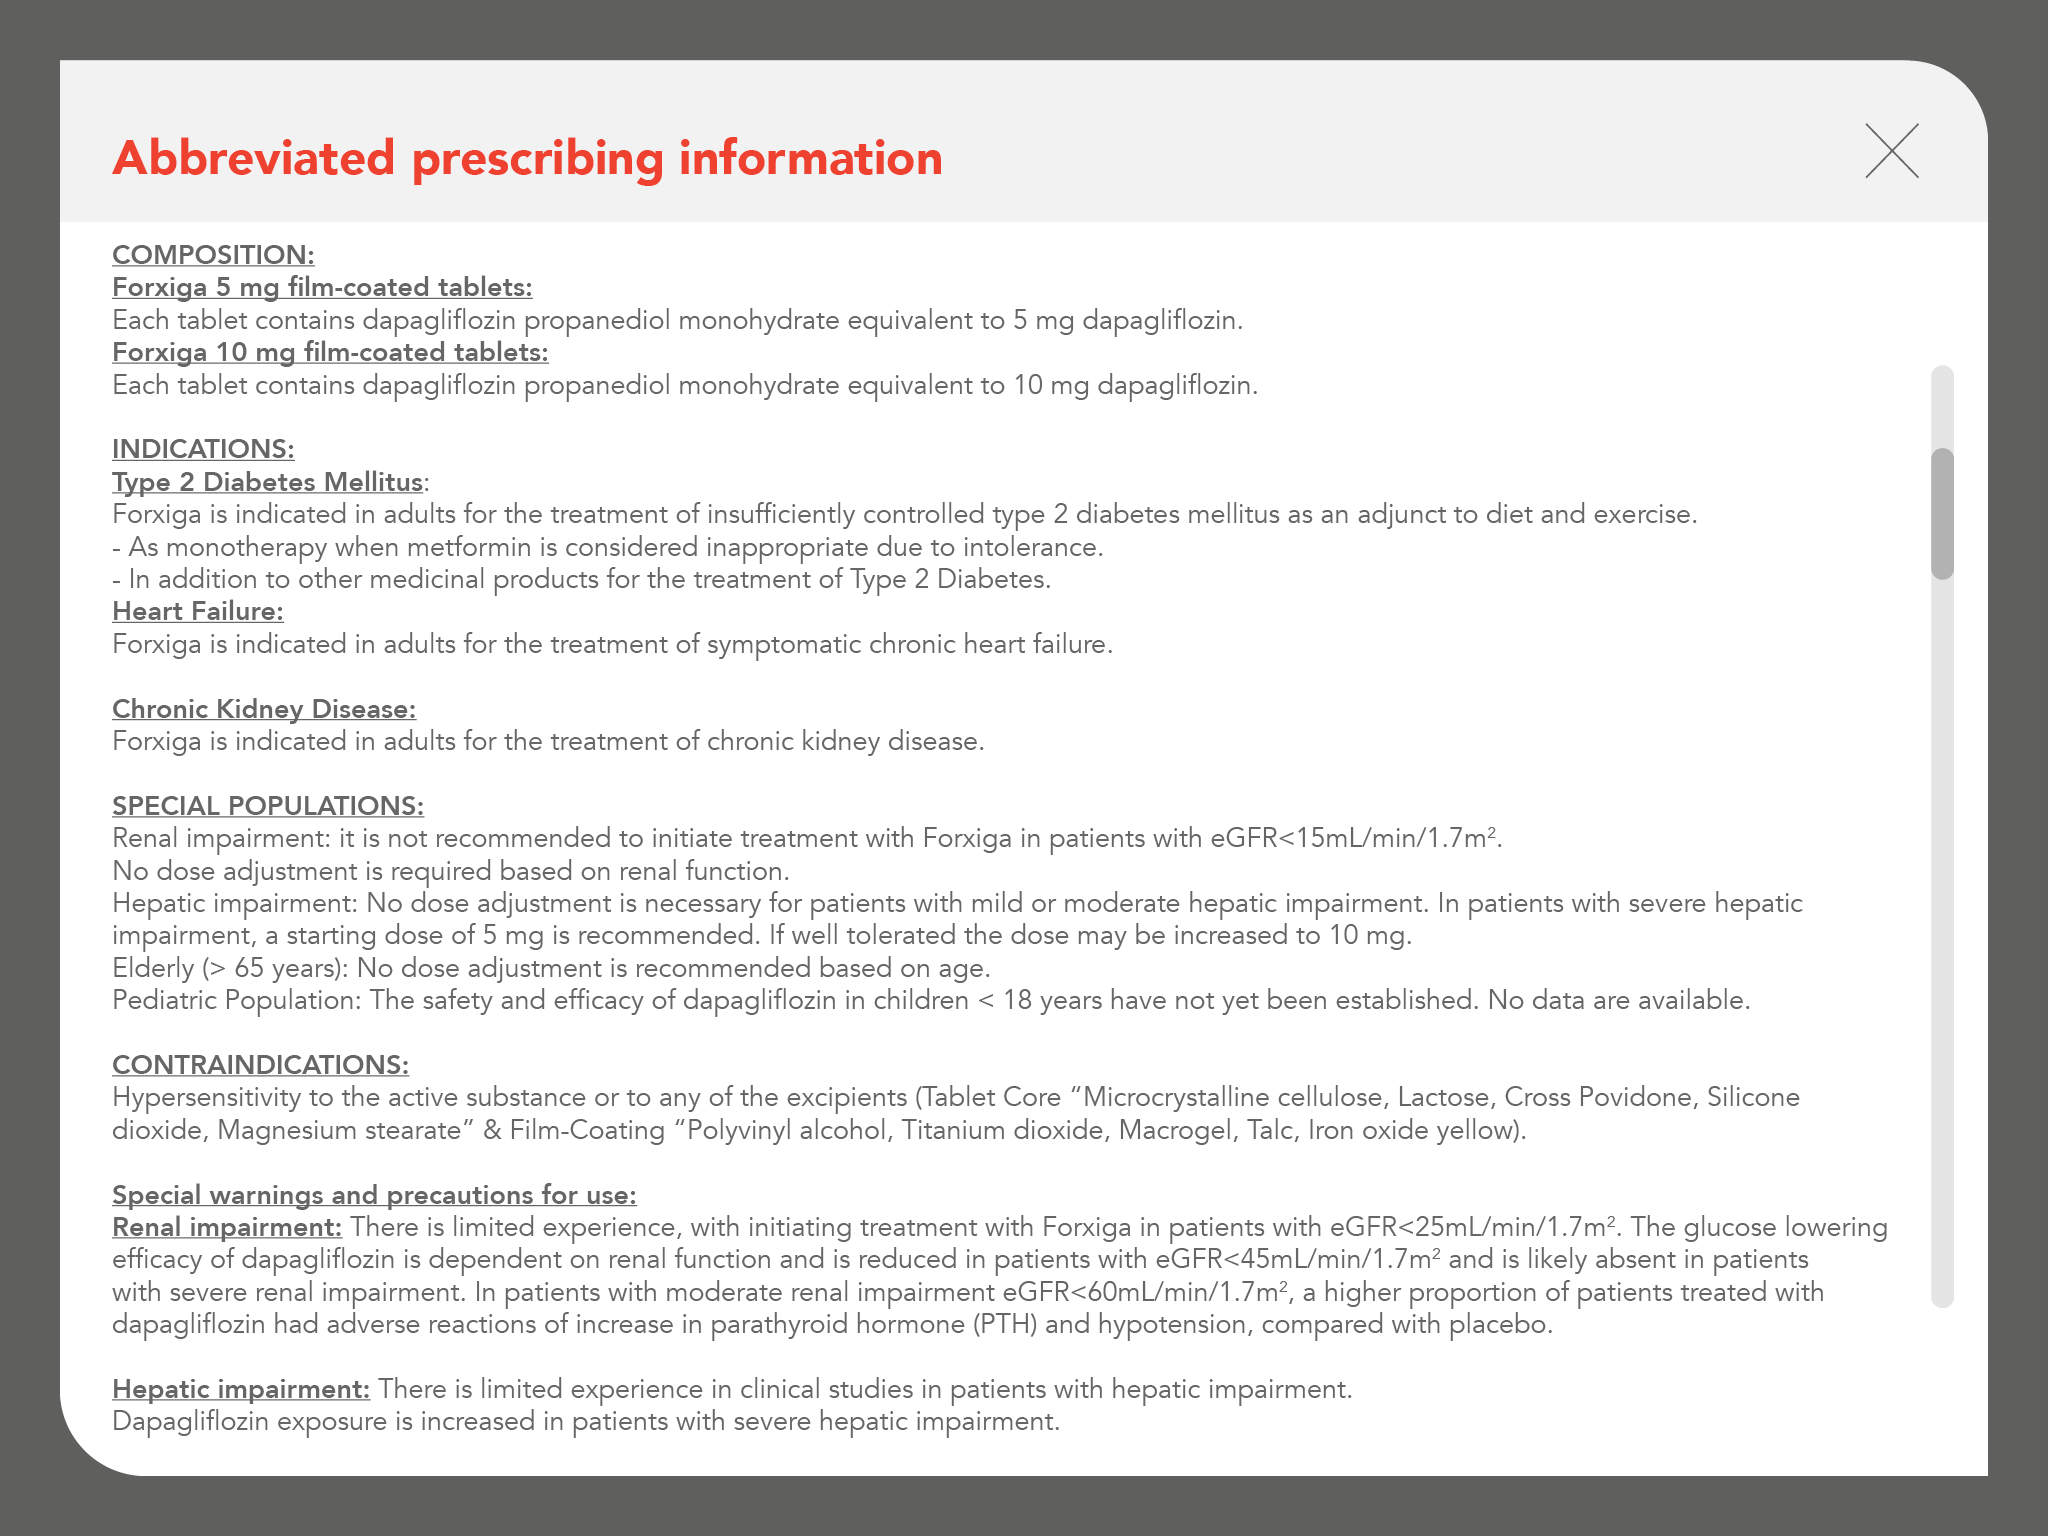 Abbreviated prescribing information
COMPOSITION:
Forxiga 5 mg film-coated tablets:
Each tablet contains dapagliflozin propanediol monohydrate equivalent to 5 mg dapagliflozin.
Forxiga 10 mg film-coated tablets:
Each tablet contains dapagliflozin propanediol monohydrate equivalent to 10 mg dapagliflozin.
INDICATIONS:
Type 2 Diabetes Mellitus:
Forxiga is indicated in adults for the treatment of insufficiently controlled type 2 diabetes mellitus as an adjunct to diet and exercise.
- As monotherapy when metformin is considered inappropriate due to intolerance.
- In addition to other medicinal products for the treatment of Type 2 Diabetes.
Heart Failure:
Forxiga is indicated in adults for the treatment of symptomatic chronic heart failure.
Chronic Kidney Disease:
Forxiga is indicated in adults for the treatment of chronic kidney disease.
SPECIAL POPULATIONS:
Renal impairment: it is not recommended to initiate treatment with Forxiga in patients with eGFR<15mL/min/1.7m².
No dose adjustment is required based on renal function.
Hepatic impairment: No dose adjustment is necessary for patients with mild or moderate hepatic impairment. In patients with severe hepatic
impairment, a starting dose of 5 mg is recommended. If well tolerated the dose may be increased to 10 mg.
Elderly (> 65 years): No dose adjustment is recommended based on age.
Pediatric Population: The safety and efficacy of dapagliflozin in children < 18 years have not yet been established. No data are available.
CONTRAINDICATIONS:
Hypersensitivity to the active substance or to any of the excipients (Tablet Core “Microcrystalline cellulose, Lactose, Cross Povidone, Silicone
dioxide, Magnesium stearate” & Film-Coating “Polyvinyl alcohol, Titanium dioxide, Macrogel, Talc, Iron oxide yellow).
Special warnings and precautions for use:
Renal impairment: There is limited experience, with initiating treatment with Forxiga in patients with eGFR<25mL/min/1.7m². The glucose lowering
efficacy of dapagliflozin is dependent on renal function and is reduced in patients with eGFR<45mL/min/1.7m² and is likely absent in patients
with severe renal impairment. In patients with moderate renal impairment eGFR<60mL/min/1.7m², a higher proportion of patients treated with
dapagliflozin had adverse reactions of increase in parathyroid hormone (PTH) and hypotension, compared with placebo.
Hepatic impairment: There is limited experience in clinical studies in patients with hepatic impairment.
Dapagliflozin exposure is increased in patients with severe hepatic impairment.